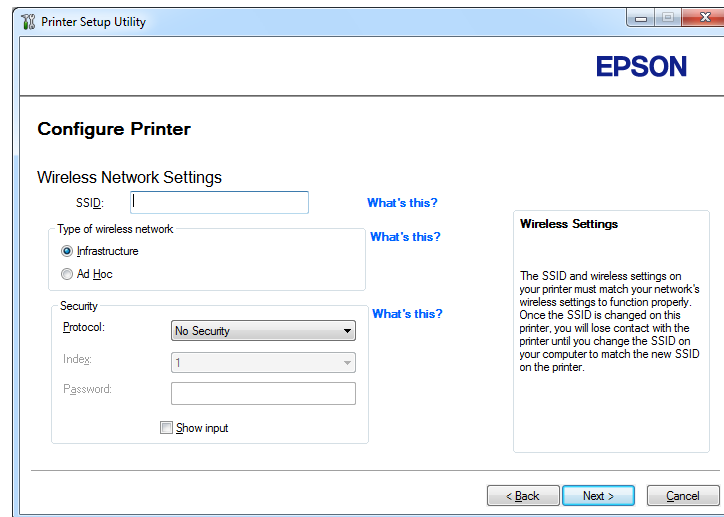 Printer Setup Utility
EPSON
Configure Printer
Wireless Network Settings
SSID:
What's this?
Type of wireless network
What's this?
Infrastructure
Ad Hoc
Wireless Settings
The SSID and wireless settings on
your printer must match your network's
wireless settings to function properly.
Once the SSID is changed on this
printer, you will lose contact with the
printer until you change the SSID on
your computer to match the new SSID
on the printer.
Security
What's this?
Protocol:
No Security
Index:
1
Password:
Show input
< Back
Next >
Cancel